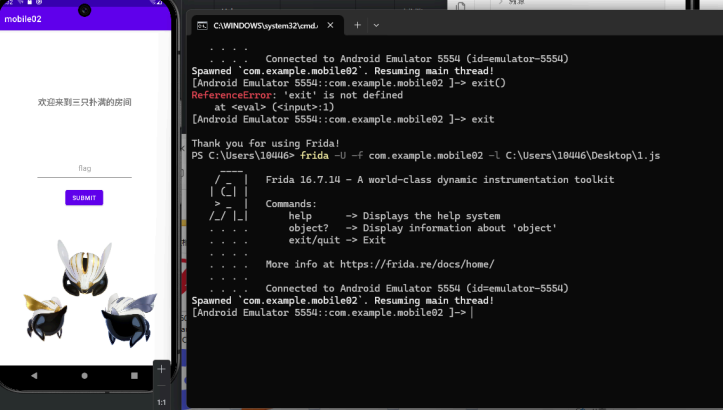 mobile02
欢迎来到三只扑满的房间
flag
SUBMIT
1:1
C:\WINDOWS\system32\cmd.
. . . .
. . . .   Connected to Android Emulator 5554 (id=emulator-5554)
Spawned `com.example.mobile02`. Resuming main thread!
[Android Emulator 5554::com.example.mobile02 ]-> exit()
ReferenceError: 'exit' is not defined
    at <eval> (<input>:1)
[Android Emulator 5554::com.example.mobile02 ]-> exit

Thank you for using Frida!
PS C:\Users\10446> frida -U -f com.example.mobile02 -l C:\Users\10446\Desktop\1.js
     ____
    / _  |   Frida 16.7.14 - A world-class dynamic instrumentation toolkit
   | (_| |
    > _  |   Commands:
   /_/ |_|       help      -> Displays the help system
   . . . .       object?   -> Display information about 'object'
   . . . .       exit/quit -> Exit
   . . . .
   . . . .   More info at https://frida.re/docs/home/
   . . . .
   . . . .   Connected to Android Emulator 5554 (id=emulator-5554)
Spawned `com.example.mobile02`. Resuming main thread!
[Android Emulator 5554::com.example.mobile02 ]->